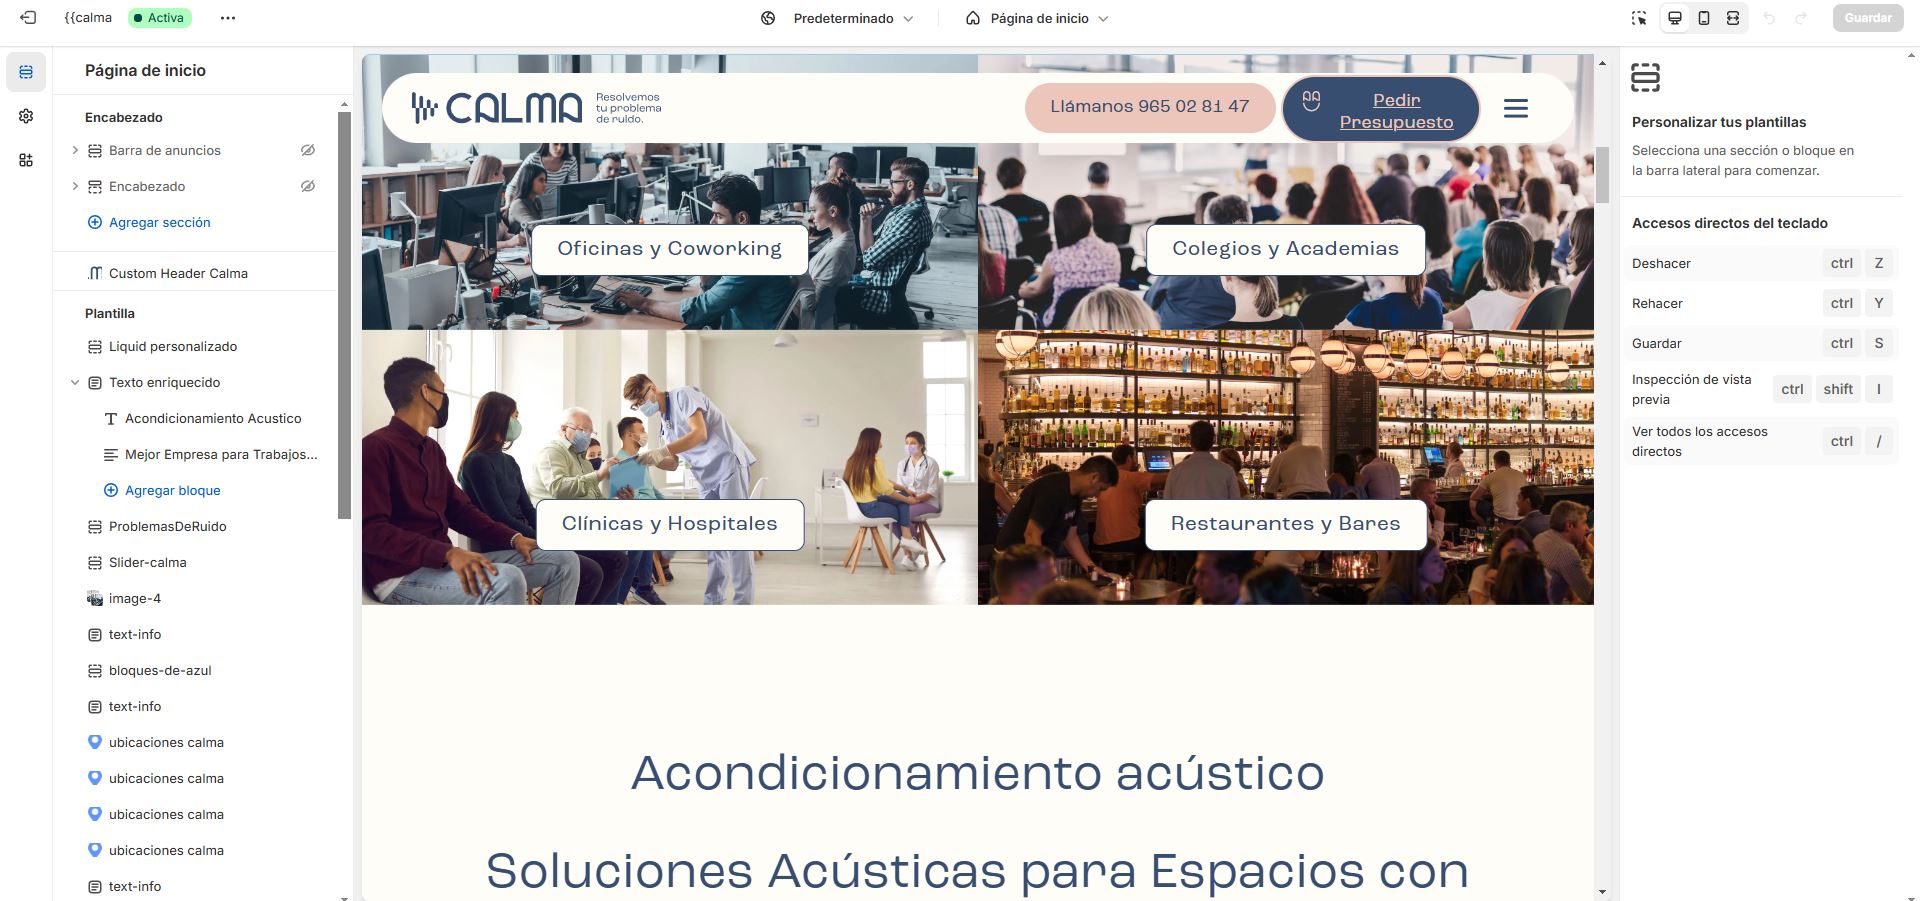 {{calma
Activa
Predeterminado
Página de inicio
Guardar
Página de inicio
Encabezado
Barra de anuncios
Encabezado
Agregar sección
Custom Header Calma
Plantilla
Liquid personalizado
Texto enriquecido
Acondicionamiento Acustico
Mejor Empresa para Trabajos...
Agregar bloque
ProblemasDeRuido
Slider-calma
image-4
text-info
bloques-de-azul
text-info
ubicaciones calma
ubicaciones calma
ubicaciones calma
ubicaciones calma
text-info
CALMA
Resolvemos
tu problema
de ruido.
Llámanos 965 02 81 47
Pedir
Presupuesto
Oficinas y Coworking
Colegios y Academias
Clínicas y Hospitales
Restaurantes y Bares
Acondicionamiento acústico
Soluciones Acústicas para Espacios con
Personalizar tus plantillas
Selecciona una sección o bloque en
la barra lateral para comenzar.
Accesos directos del teclado
Deshacer ctrl Z
Rehacer ctrl Y
Guardar ctrl S
Inspección de vista
previa ctrl shift I
Ver todos los accesos
directos ctrl /